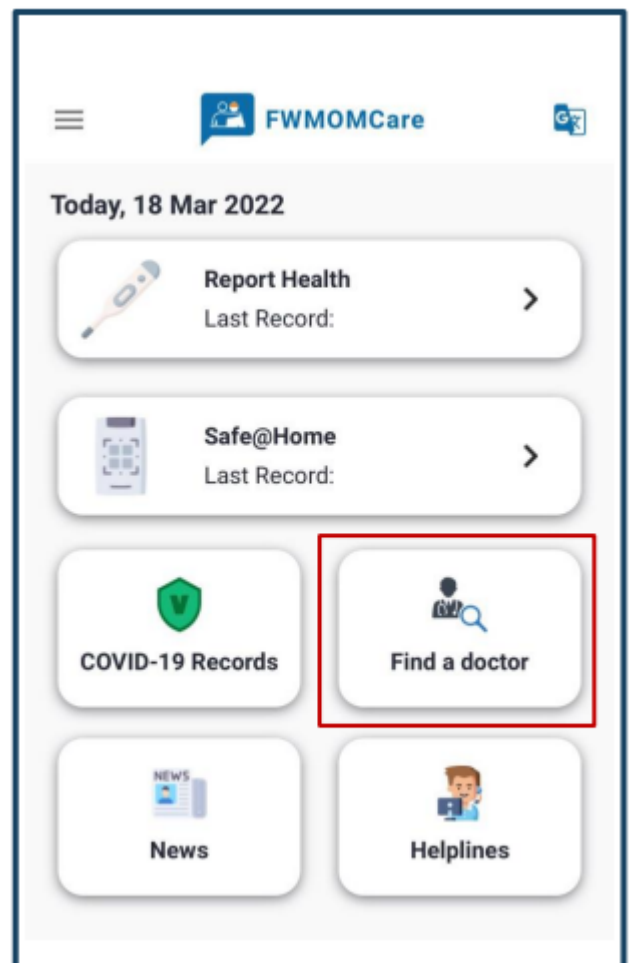 FWMOMCare
Today, 18 Mar 2022
Report Health
Last Record:
Safe@Home
Last Record:
V
COVID-19 Records
Find a doctor
NEWS
News
Helplines